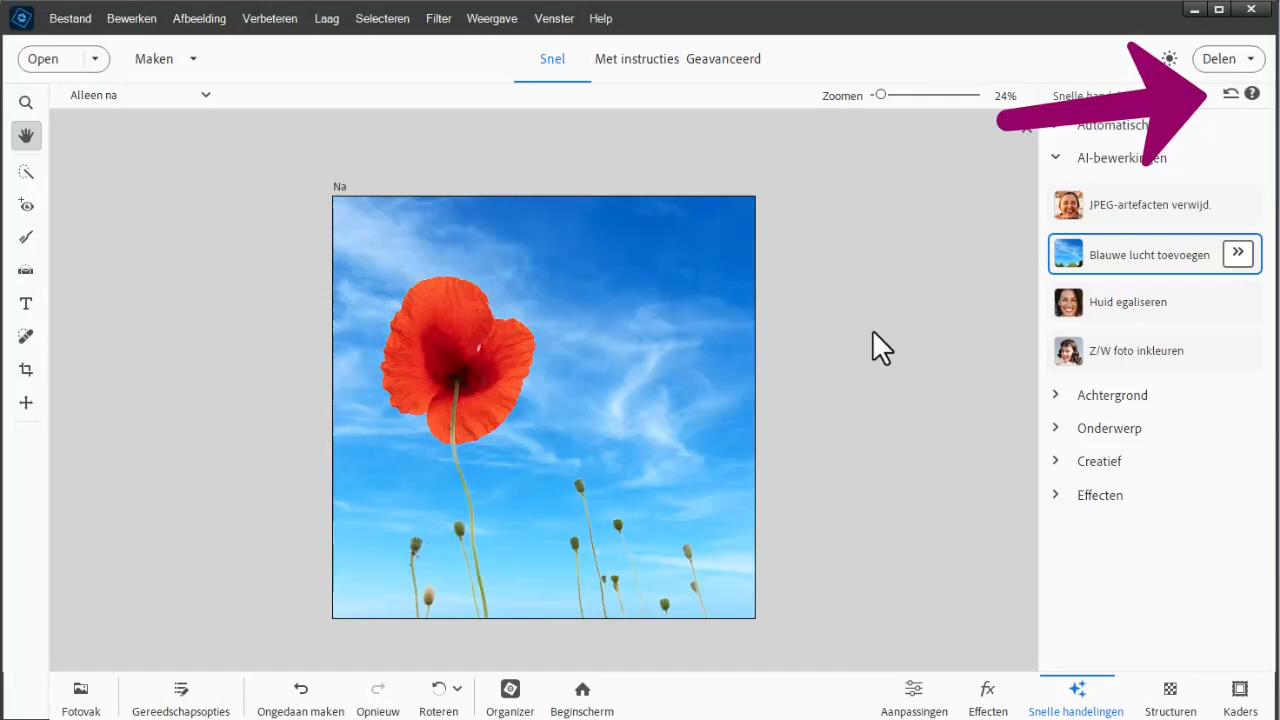 Bestand Bewerken Afbeelding Verbeteren Laag Selecteren Filter Weergave Venster Help
Open Maken Snel Met instructies Geavanceerd Delen
Alleen na Zoomen 24% Snelle
Automatisch
AI-bewerkingen
Na
JPEG-artefacten verwijd.
Blauwe lucht toevoegen
Huid egaliseren
Z/W foto inkleuren
Achtergrond
Onderwerp
Creatief
Effecten
Fotovak Gereedschapsopties Ongedaan maken Opnieuw Roteren Organizer Beginscherm Aanpassingen Effecten Snelle handelingen Structuren Kaders